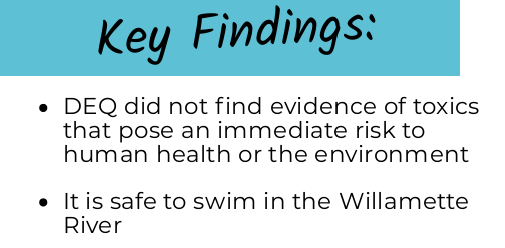 Key Findings:
• DEQ did not find evidence of toxics
that pose an immediate risk to
human health or the environment
• It is safe to swim in the Willamette
River